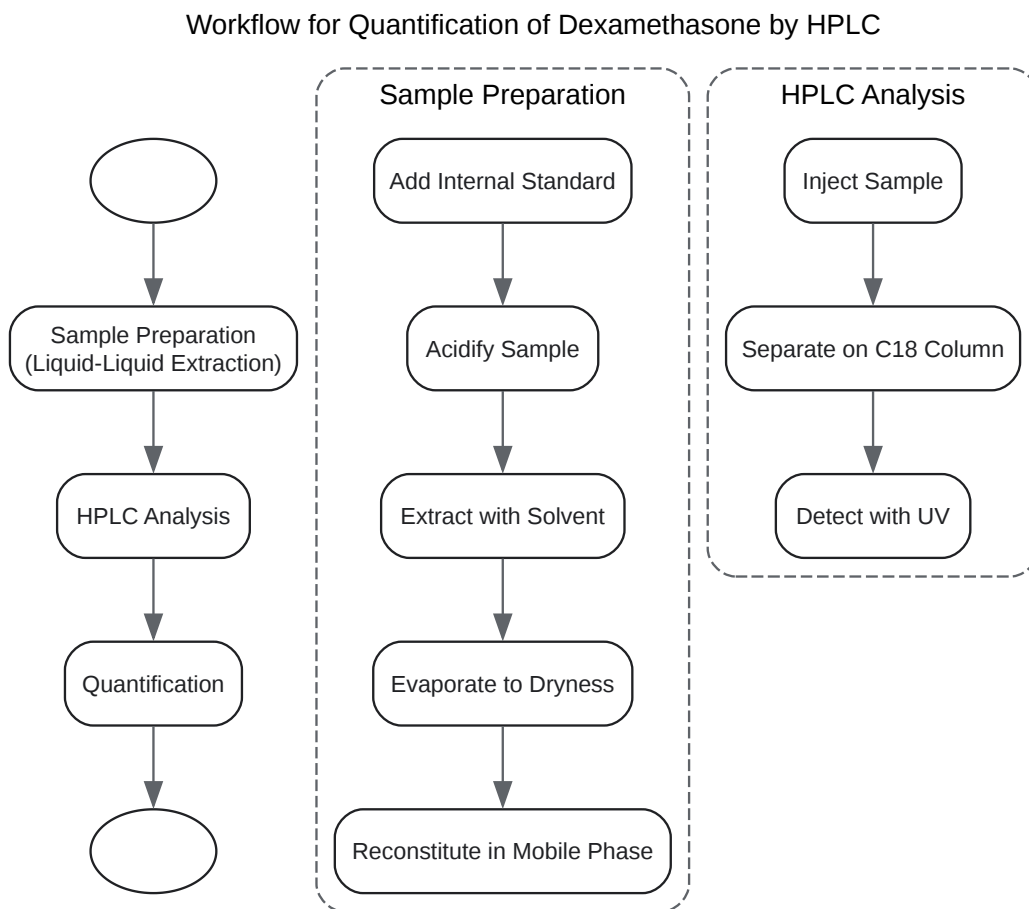 Workflow for Quantification of Dexamethasone by HPLC
Sample Preparation
(Liquid-Liquid Extraction)
HPLC Analysis
Quantification
Sample Preparation
Add Internal Standard
Acidify Sample
Extract with Solvent
Evaporate to Dryness
Reconstitute in Mobile Phase
HPLC Analysis
Inject Sample
Separate on C18 Column
Detect with UV